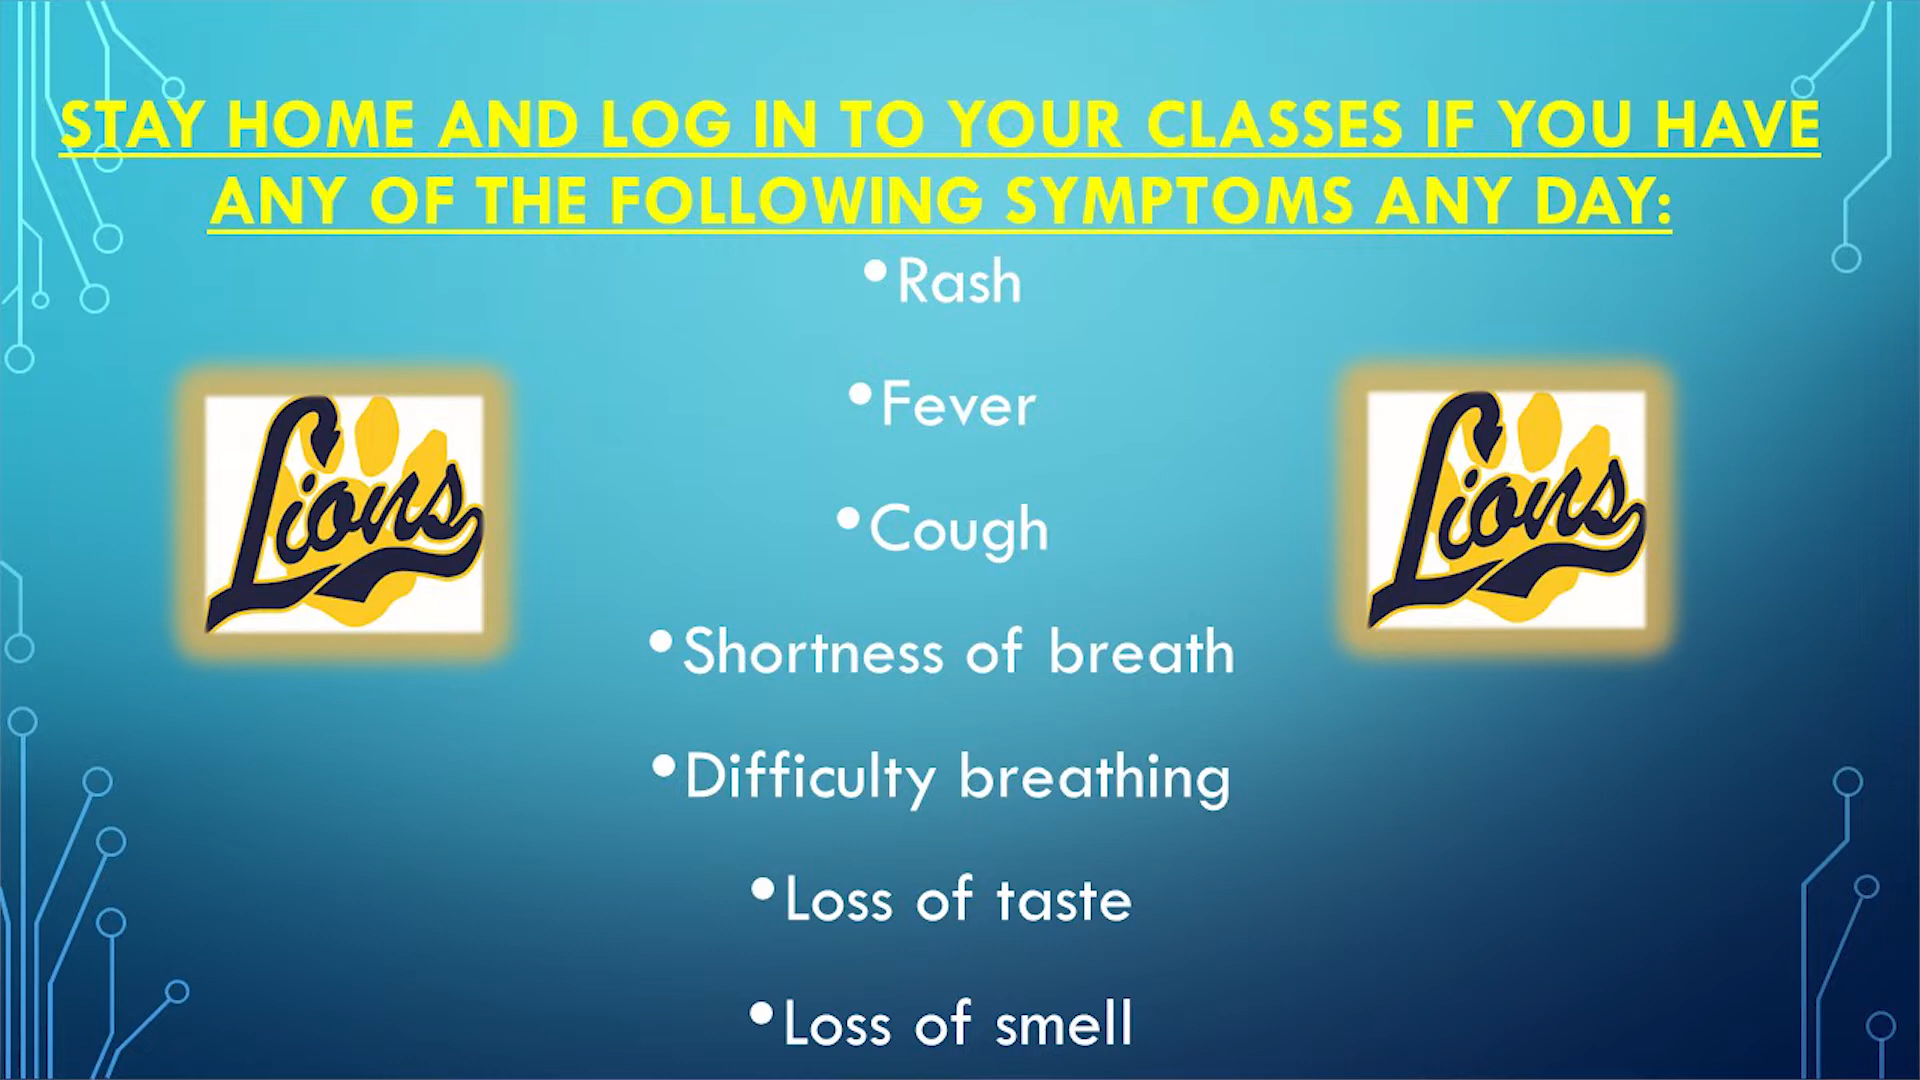 STAY HOME AND LOG IN TO YOUR CLASSES IF YOU HAVE
ANY OF THE FOLLOWING SYMPTOMS ANY DAY:
•Rash
•Fever
•Cough
•Shortness of breath
•Difficulty breathing
•Loss of taste
•Loss of smell
Lions
Lions